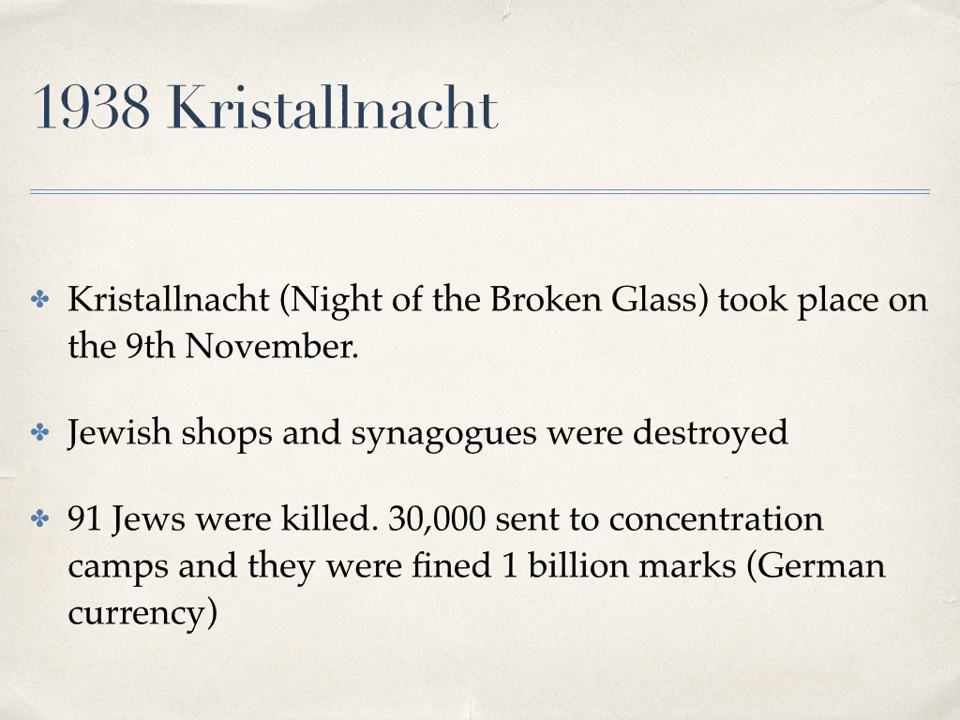 1938 Kristallnacht
Kristallnacht (Night of the Broken Glass) took place on
the 9th November.
Jewish shops and synagogues were destroyed
91 Jews were killed. 30,000 sent to concentration
camps and they were fined 1 billion marks (German
currency)